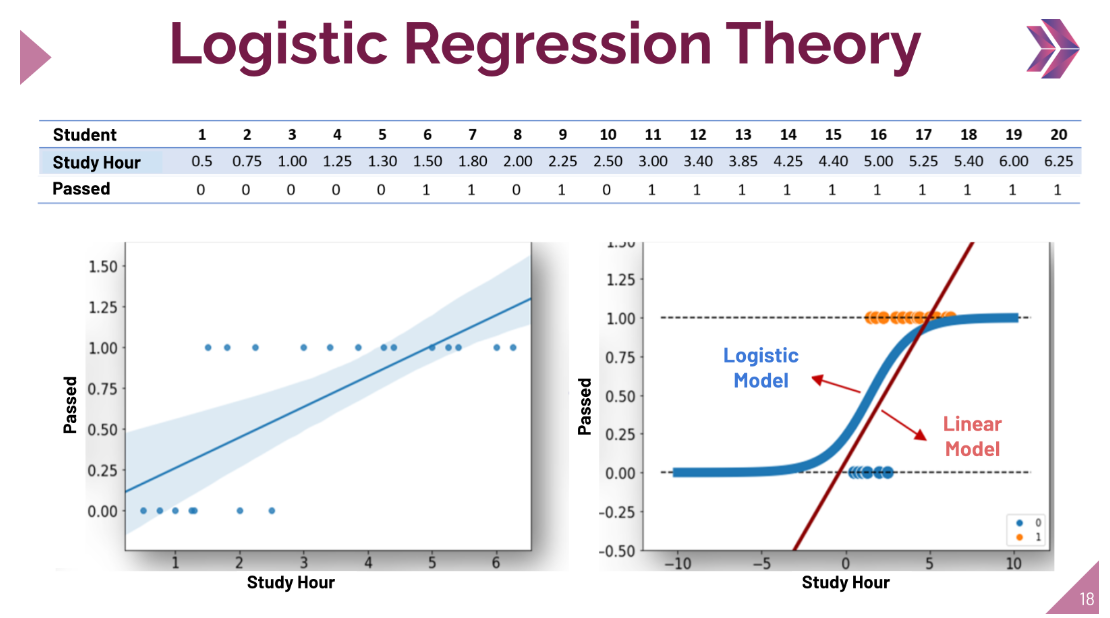 Logistic Regression Theory
Student 1 2 3 4 5 6 7 8 9 10 11 12 13 14 15 16 17 18 19 20
Study Hour 0.5 0.75 1.00 1.25 1.30 1.50 1.80 2.00 2.25 2.50 3.00 3.40 3.85 4.25 4.40 5.00 5.25 5.40 6.00 6.25
Passed 0 0 0 0 0 1 1 0 1 0 1 1 1 1 1 1 1 1 1 1
1.50
1.25
1.00
0.75
0.50
0.25
0.00
Passed
1 2 3 4 5 6
Study Hour
1.50
1.25
1.00
0.75
0.50
0.25
0.00
-0.25
-0.50
Passed
Logistic
Model
Linear
Model
0
1
−10 −5 0 5 10
Study Hour
18